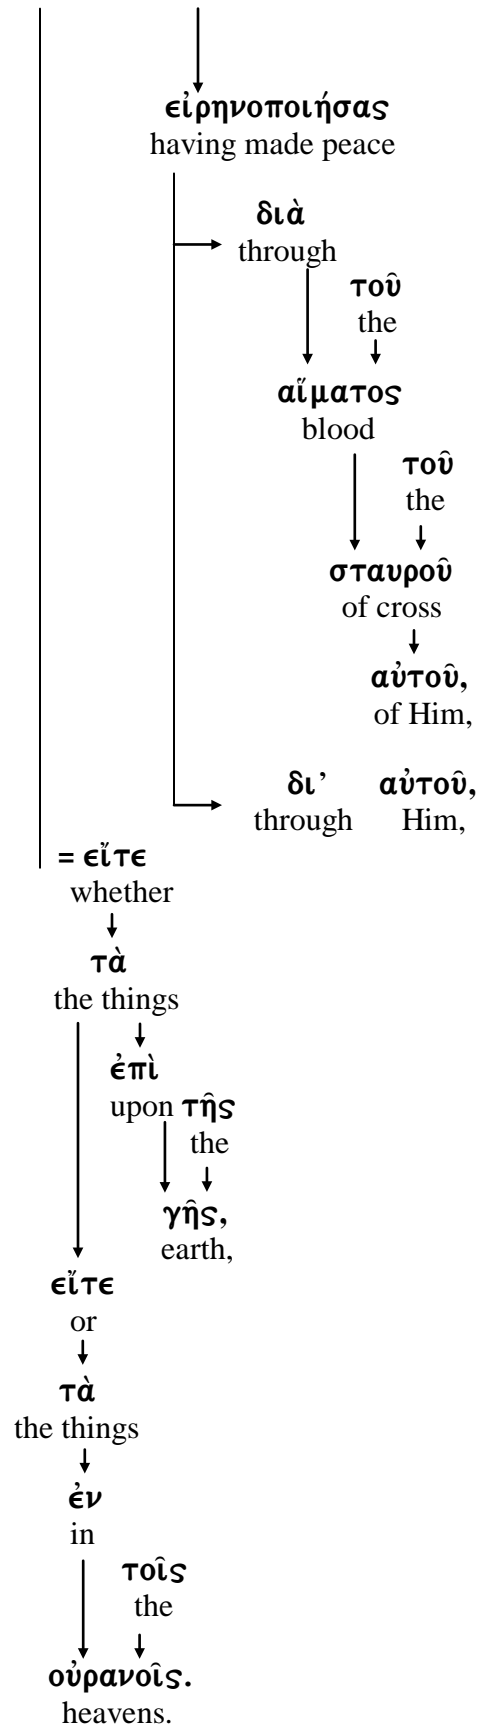 εἰρηνοποιήσας
having made peace
διὰ
through
τοῦ
the
αἵματος
blood
τοῦ
the
σταυροῦ
of cross
αὐτοῦ,
of Him,
δι’ αὐτοῦ,
through Him,
= εἴτε
whether
τὰ
the things
ἐπὶ
upon τῆς
the
γῆς,
earth,
εἴτε
or
τὰ
the things
ἐν
in
τοῖς
the
οὐρανοῖς.
heavens.